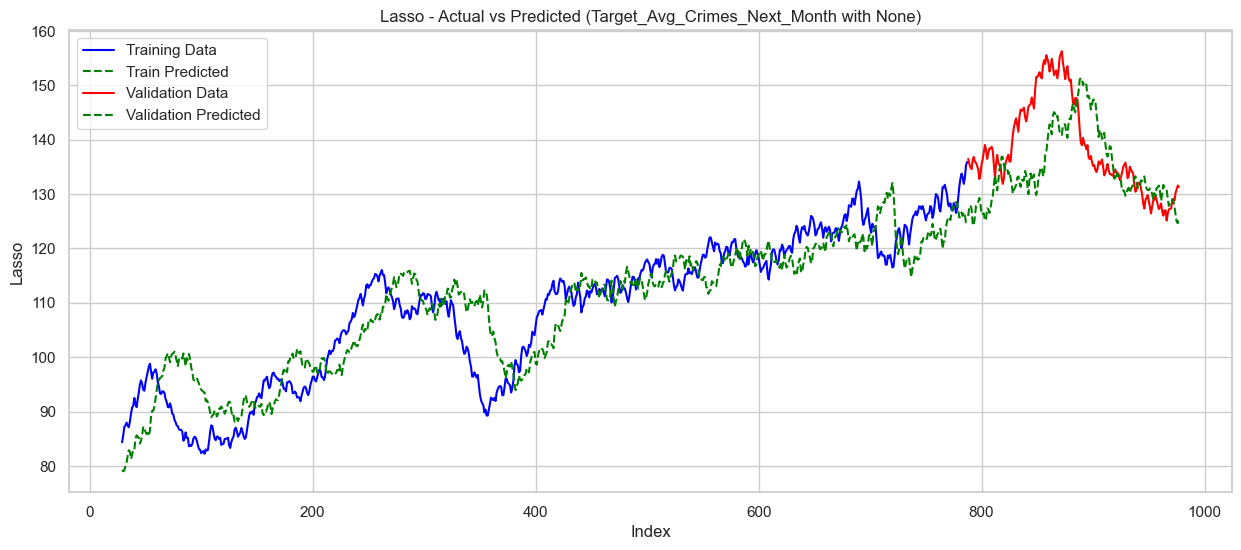 Lasso - Actual vs Predicted (Target_Avg_Crimes_Next_Month with None)
Training Data
Train Predicted
Validation Data
Validation Predicted
160
150
140
130
120
110
100
90
80
Lasso
0
200
400
600
800
1000
Index